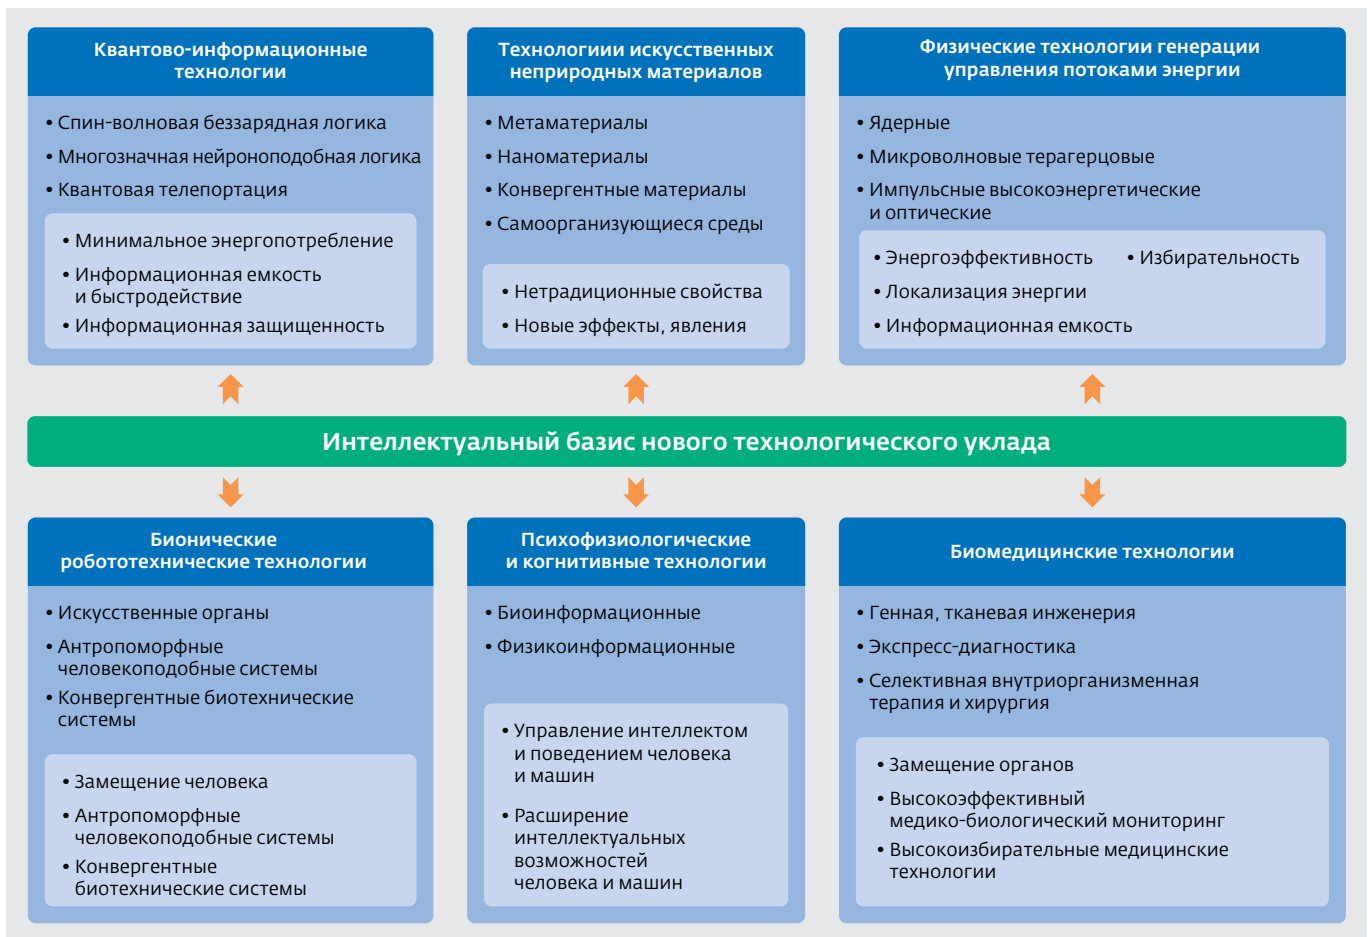 Квантово-информационные
технологии
• Спин-волновая беззарядная логика
• Многозначная нейроноподобная логика
• Квантовая телепортация
• Минимальное энергопотребление
• Информационная емкость
и быстродействие
• Информационная защищенность
Технологиии искусственных
неприродных материалов
• Метаматериалы
• Наноматериалы
• Конвергентные материалы
• Самоорганизующиеся среды
• Нетрадиционные свойства
• Новые эффекты, явления
Физические технологии генерации
управления потоками энергии
• Ядерные
• Микроволновые терагерцовые
• Импульсные высокоэнергетические
и оптические
• Энергоэффективность • Избирательность
• Локализация энергии
• Информационная емкость
Интеллектуальный базис нового технологического уклада
Бионические
робототехнические технологии
• Искусственные органы
• Антропоморфные
человекоподобные системы
• Конвергентные биотехнические
системы
• Замещение человека
• Антропоморфные
человекоподобные системы
• Конвергентные
биотехнические системы
Психофизиологические
и когнитивные технологии
• Биоинформационные
• Физикоинформационные
• Управление интеллектом
и поведением человека
и машин
• Расширение
интеллектуальных
возможностей
человека и машин
Биомедицинские технологии
• Генная, тканевая инженерия
• Экспресс-диагностика
• Селективная внутриорганизменная
терапия и хирургия
• Замещение органов
• Высокоэффективный
медико-биологический мониторинг
• Высокоизбирательные медицинские
технологии